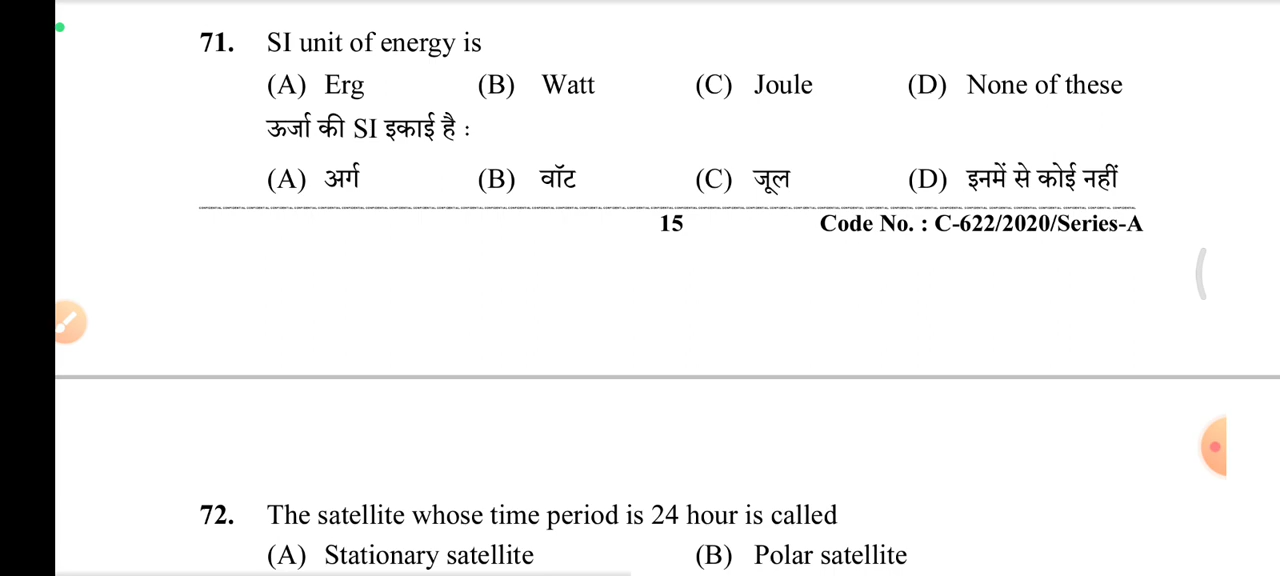 71. SI unit of energy is
(A) Erg (B) Watt (C) Joule (D) None of these
ऊर्जा की SI इकाई है :
(A) अर्ग (B) वॉट (C) जूल (D) इनमें से कोई नहीं
15 Code No. : C-622/2020/Series-A
72. The satellite whose time period is 24 hour is called
(A) Stationary satellite (B) Polar satellite